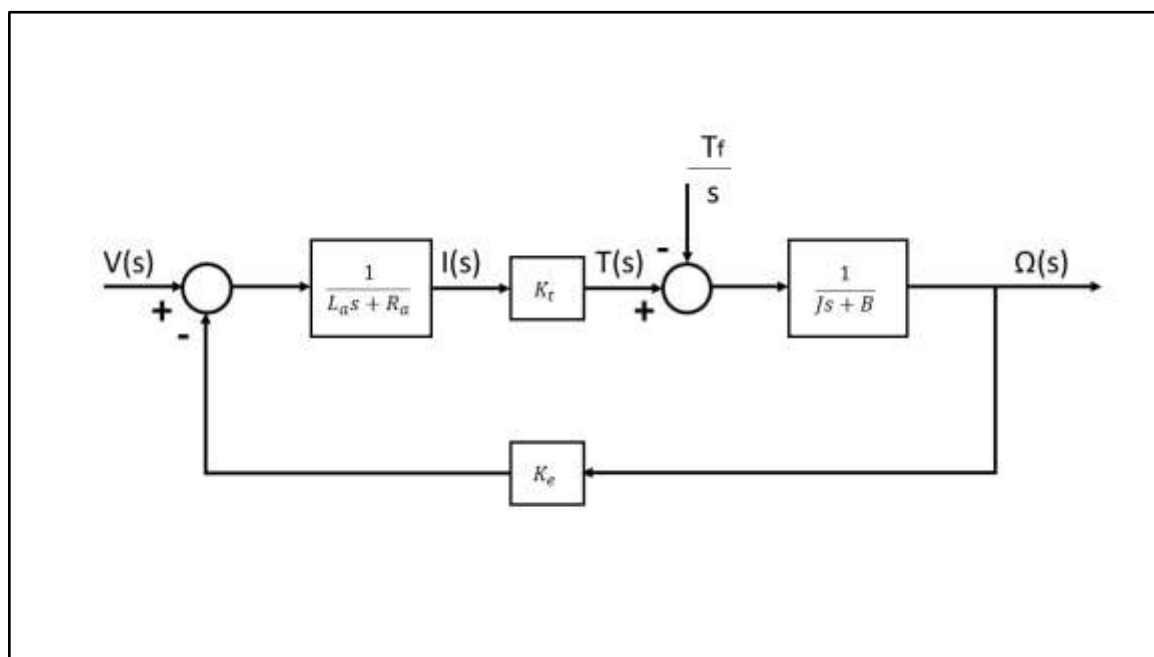 Tf
s
V(s)
+
-
1
L_a s + R_a
I(s)
K_t
T(s)
+
-
1
Js + B
Ω(s)
K_e